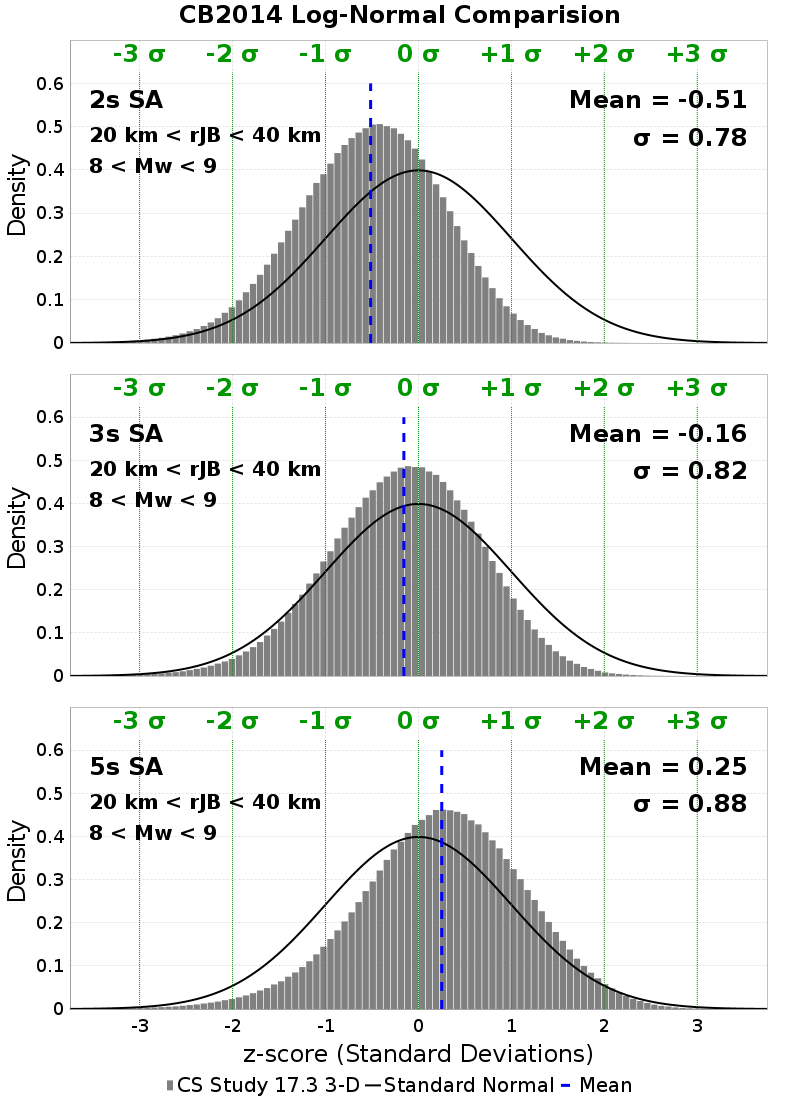 CB2014 Log-Normal Comparision
-3 σ -2 σ -1 σ 0 σ +1 σ +2 σ +3 σ
0.6
2s SA Mean = -0.51
0.5
20 km < rJB < 40 km σ = 0.78
8 < Mw < 9
0.4
Density
0.3
0.2
0.1
0
-3 σ -2 σ -1 σ 0 σ +1 σ +2 σ +3 σ
0.6
3s SA Mean = -0.16
0.5
20 km < rJB < 40 km σ = 0.82
8 < Mw < 9
0.4
Density
0.3
0.2
0.1
0
-3 σ -2 σ -1 σ 0 σ +1 σ +2 σ +3 σ
0.6
5s SA Mean = 0.25
0.5
20 km < rJB < 40 km σ = 0.88
8 < Mw < 9
0.4
Density
0.3
0.2
0.1
0
-3 -2 -1 0 1 2 3
z-score (Standard Deviations)
CS Study 17.3 3-D Standard Normal Mean